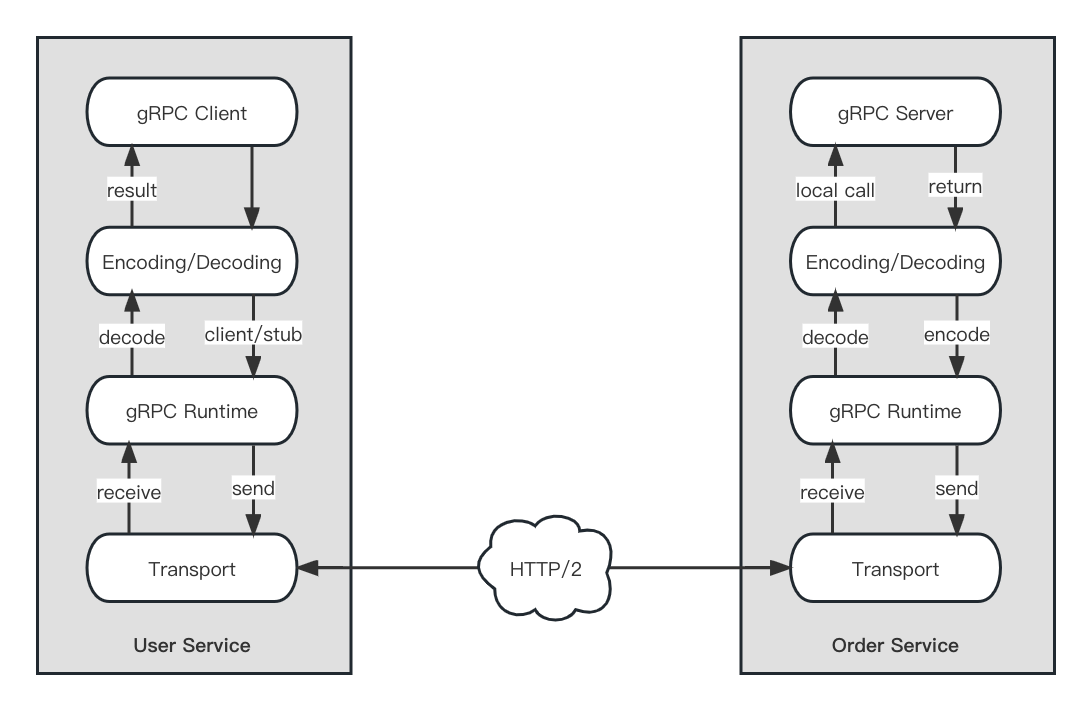 gRPC Client
result
Encoding/Decoding
decode
client/stub
gRPC Runtime
receive
send
Transport
User Service
HTTP/2
gRPC Server
local call
return
Encoding/Decoding
decode
encode
gRPC Runtime
receive
send
Transport
Order Service